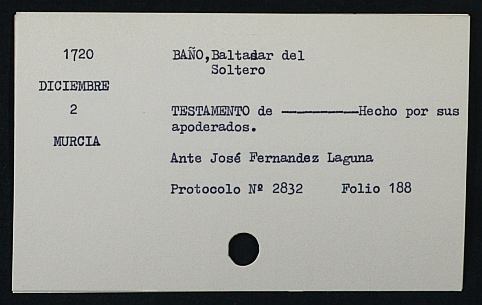 1720
DICIEMBRE
2
MURCIA
BAÑO,Baltasar del
Soltero
TESTAMENTO de ————————Hecho por sus
apoderados.
Ante José Fernandez Laguna
Protocolo Nº 2832 Folio 188